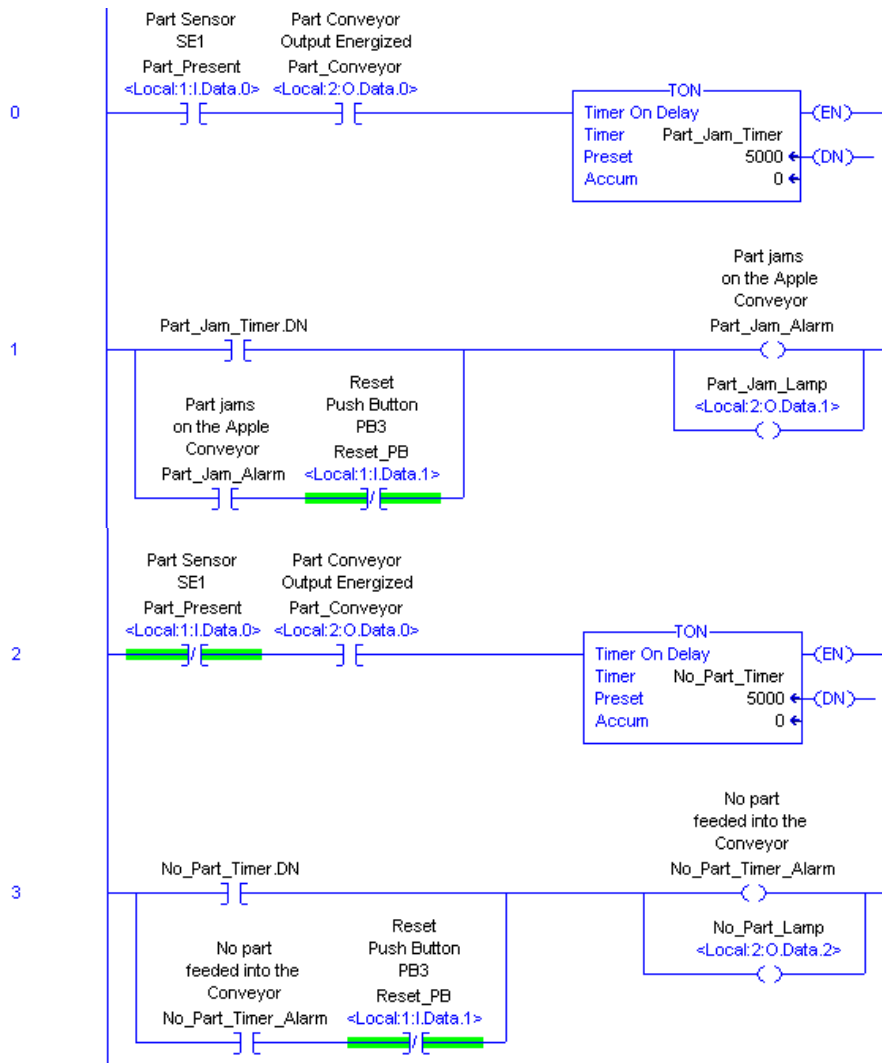 Part Sensor
SE1
Part_Present
<Local:1:I.Data.0>
Part Conveyor
Output Energized
Part_Conveyor
<Local:2:O.Data.0>
0
TON
Timer On Delay
Timer Part_Jam_Timer
Preset 5000
Accum 0
(EN)
(DN)
Part jams
on the Apple
Conveyor
Part_Jam_Alarm
1
Part_Jam_Timer.DN
Part_Jam_Lamp
<Local:2:O.Data.1>
Part jams
on the Apple
Conveyor
Part_Jam_Alarm
Reset
Push Button
PB3
Reset_PB
<Local:1:I.Data.1>
Part Sensor
SE1
Part_Present
<Local:1:I.Data.0>
Part Conveyor
Output Energized
Part_Conveyor
<Local:2:O.Data.0>
2
TON
Timer On Delay
Timer No_Part_Timer
Preset 5000
Accum 0
(EN)
(DN)
No part
feeded into the
Conveyor
No_Part_Timer_Alarm
3
No_Part_Timer.DN
No_Part_Lamp
<Local:2:O.Data.2>
No part
feeded into the
Conveyor
No_Part_Timer_Alarm
Reset
Push Button
PB3
Reset_PB
<Local:1:I.Data.1>